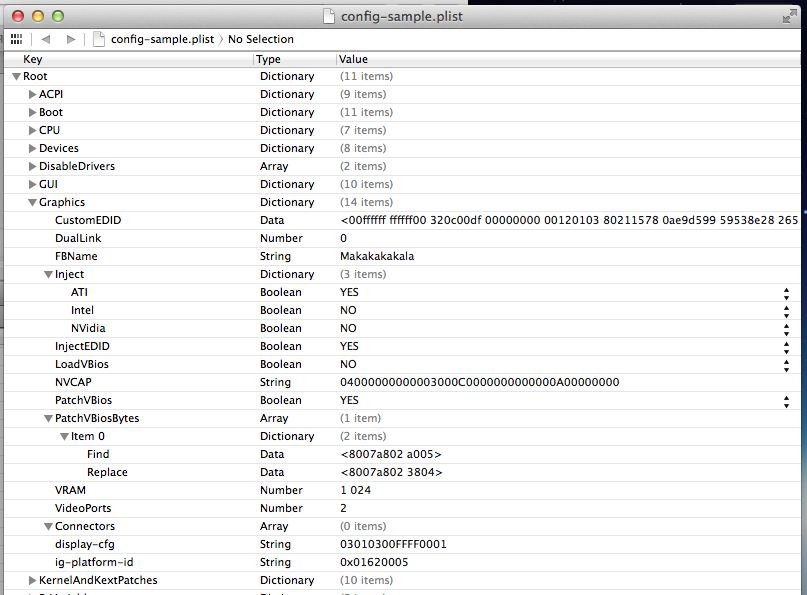 config-sample.plist
config-sample.plist No Selection
Key Type Value
Root Dictionary (11 items)
ACPI Dictionary (9 items)
Boot Dictionary (11 items)
CPU Dictionary (7 items)
Devices Dictionary (8 items)
DisableDrivers Array (2 items)
GUI Dictionary (10 items)
Graphics Dictionary (14 items)
CustomEDID Data <00ffffff ffffff00 320c00df 00000000 00120103 80211578 0ae9d599 59538e28 265
DualLink Number 0
FBName String Makakakakala
Inject Dictionary (3 items)
ATI Boolean YES
Intel Boolean NO
NVidia Boolean NO
InjectEDID Boolean YES
LoadVBios Boolean NO
NVCAP String 04000000000003000C0000000000000A00000000
PatchVBios Boolean YES
PatchVBiosBytes Array (1 item)
Item 0 Dictionary (2 items)
Find Data <8007a802 a005>
Replace Data <8007a802 3804>
VRAM Number 1 024
VideoPorts Number 2
Connectors Array (0 items)
display-cfg String 03010300FFFF0001
ig-platform-id String 0x01620005
KernelAndKextPatches Dictionary (10 items)